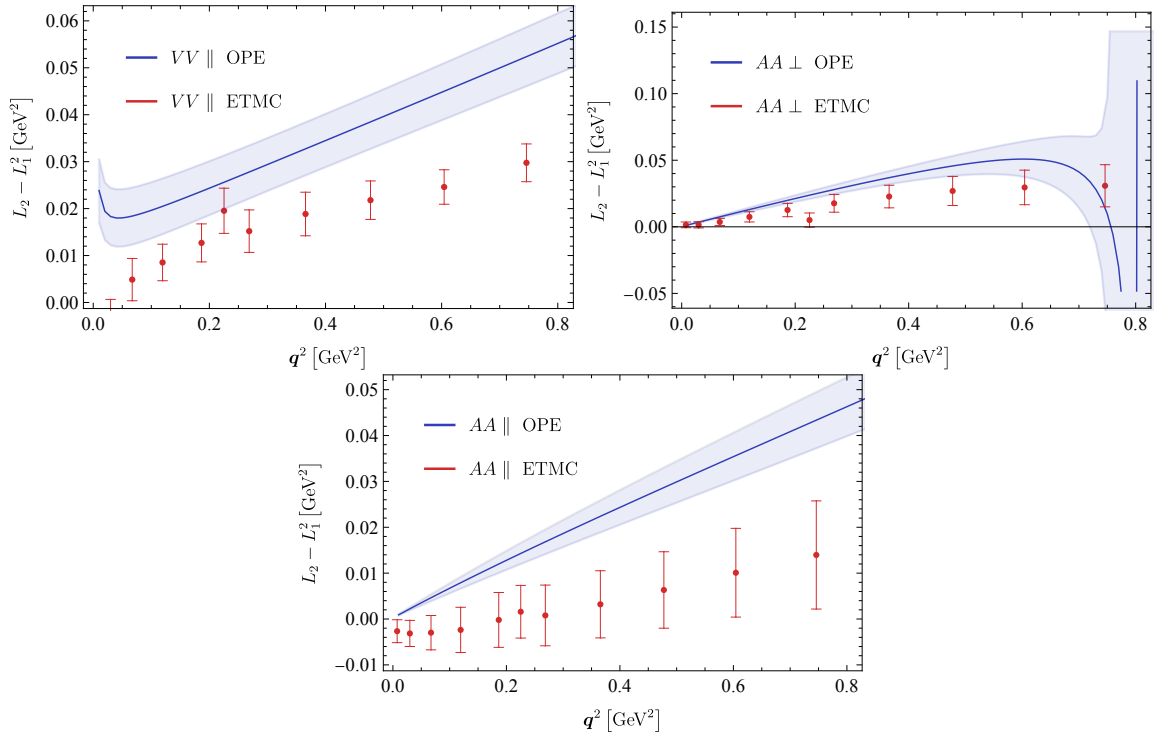 0.06
0.05
0.04
0.03
0.02
0.01
0.00
L₂ − L₁² [GeV²]
VV ∥ OPE
VV ∥ ETMC
0.0 0.2 0.4 0.6 0.8
q² [GeV²]
0.15
0.10
0.05
0.00
−0.05
L₂ − L₁² [GeV²]
AA ⊥ OPE
AA ⊥ ETMC
0.0 0.2 0.4 0.6 0.8
q² [GeV²]
0.05
0.04
0.03
0.02
0.01
0.00
−0.01
L₂ − L₁² [GeV²]
AA ∥ OPE
AA ∥ ETMC
0.0 0.2 0.4 0.6 0.8
q² [GeV²]